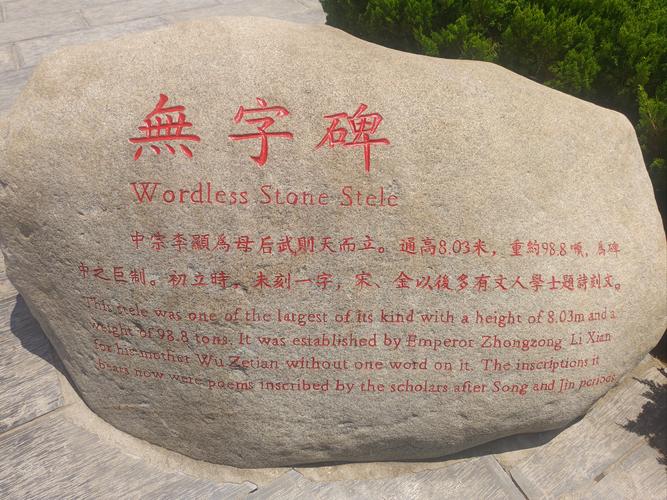 無字碑
Wordless Stone Stele
中宗李顯為母后武則天而立。通高8.03米，重約98.8噸，為碑
中之巨制。初立時，未刻一字，宋、金以後多有文人學士題詩刻文。
This stele was one of the largest of its kind with a height of 8.03m and a
weight of 98.8 tons. It was established by Emperor Zhongzong Li Xian
for his mother Wu Zetian without one word on it. The inscriptions it
bears now were poems inscribed by the scholars after Song and Jin periods